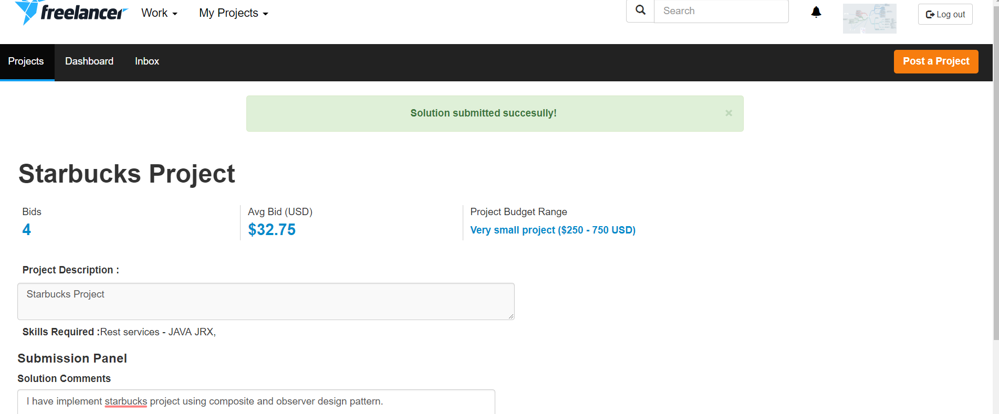 freelancer Work My Projects Search Log out
Projects Dashboard Inbox Post a Project
Solution submitted succesully! ×
Starbucks Project
Bids Avg Bid (USD) Project Budget Range
4 $32.75 Very small project ($250 - 750 USD)
Project Description :
Starbucks Project
Skills Required :Rest services - JAVA JRX,
Submission Panel
Solution Comments
I have implement starbucks project using composite and observer design pattern.